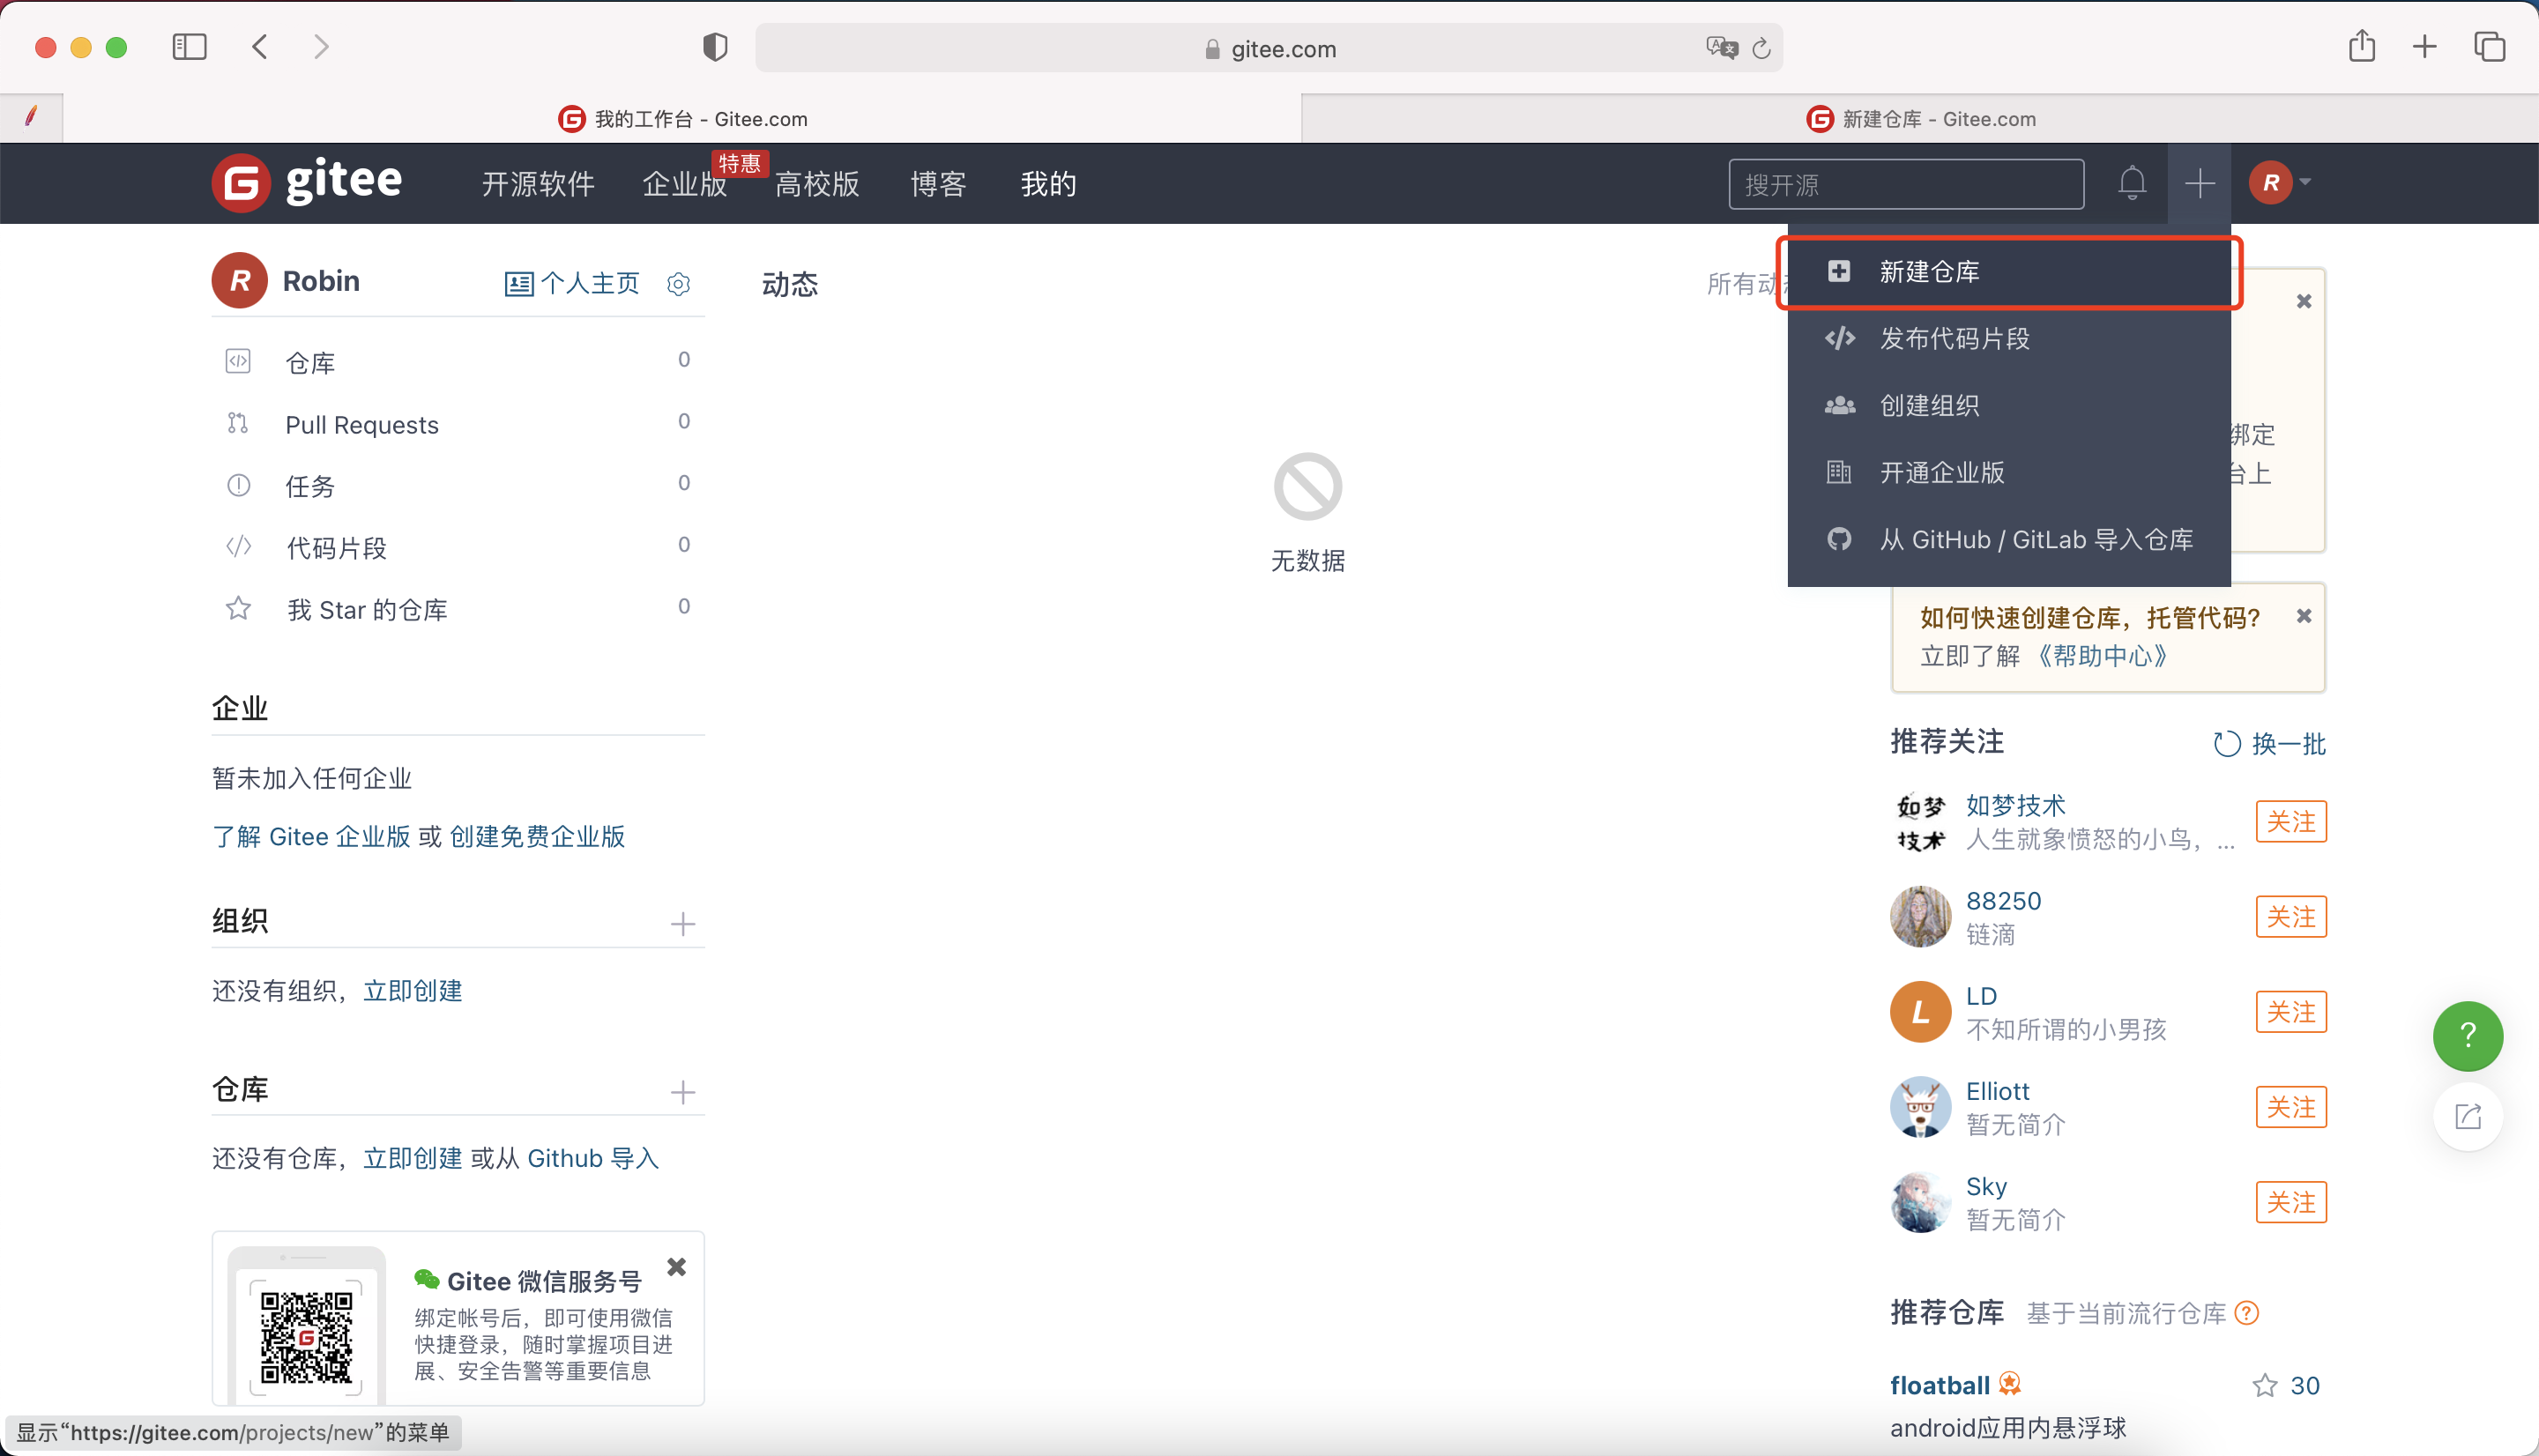 gitee.com
我的工作台 - Gitee.com
新建仓库 - Gitee.com
gitee
开源软件
企业版
特惠
高校版
博客
我的
搜开源
R
R
Robin
个人主页
仓库 0
Pull Requests 0
任务 0
代码片段 0
我 Star 的仓库 0
企业
暂未加入任何企业
了解 Gitee 企业版 或 创建免费企业版
组织
还没有组织，立即创建
仓库
还没有仓库，立即创建 或从 Github 导入
Gitee 微信服务号
绑定帐号后，即可使用微信
快捷登录，随时掌握项目进
展、安全告警等重要信息
显示“https://gitee.com/projects/new”的菜单
动态
所有动
无数据
新建仓库
发布代码片段
创建组织
开通企业版
从 GitHub / GitLab 导入仓库
绑定
台上
如何快速创建仓库，托管代码?
立即了解《帮助中心》
推荐关注
换一批
如梦
技术
如梦技术
人生就象愤怒的小鸟，...
关注
88250
链滴
关注
L
LD
不知所谓的小男孩
关注
Elliott
暂无简介
关注
Sky
暂无简介
关注
推荐仓库 基于当前流行仓库
floatball
30
android应用内悬浮球